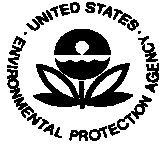 UNITED STATES
ENVIRONMENTAL PROTECTION AGENCY